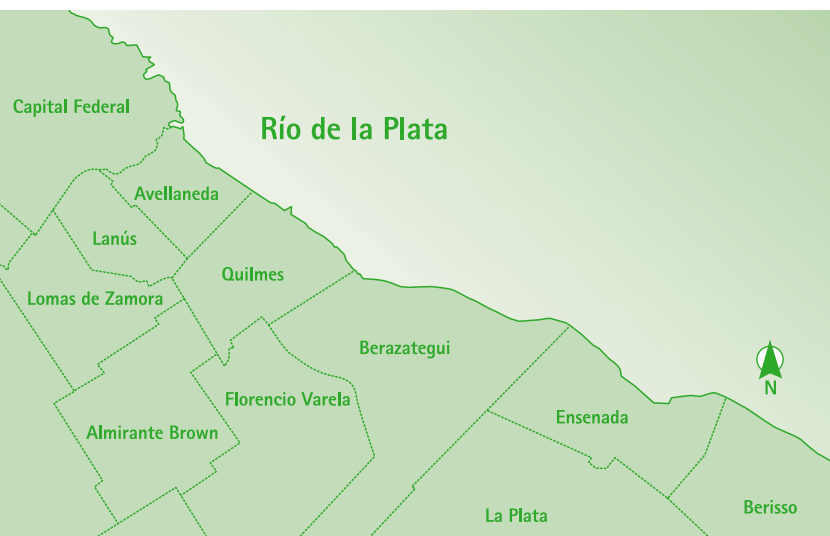 Capital Federal
Río de la Plata
Avellaneda
Lanús
Quilmes
Lomas de Zamora
Berazategui
Florencio Varela
N
Ensenada
Almirante Brown
Berisso
La Plata